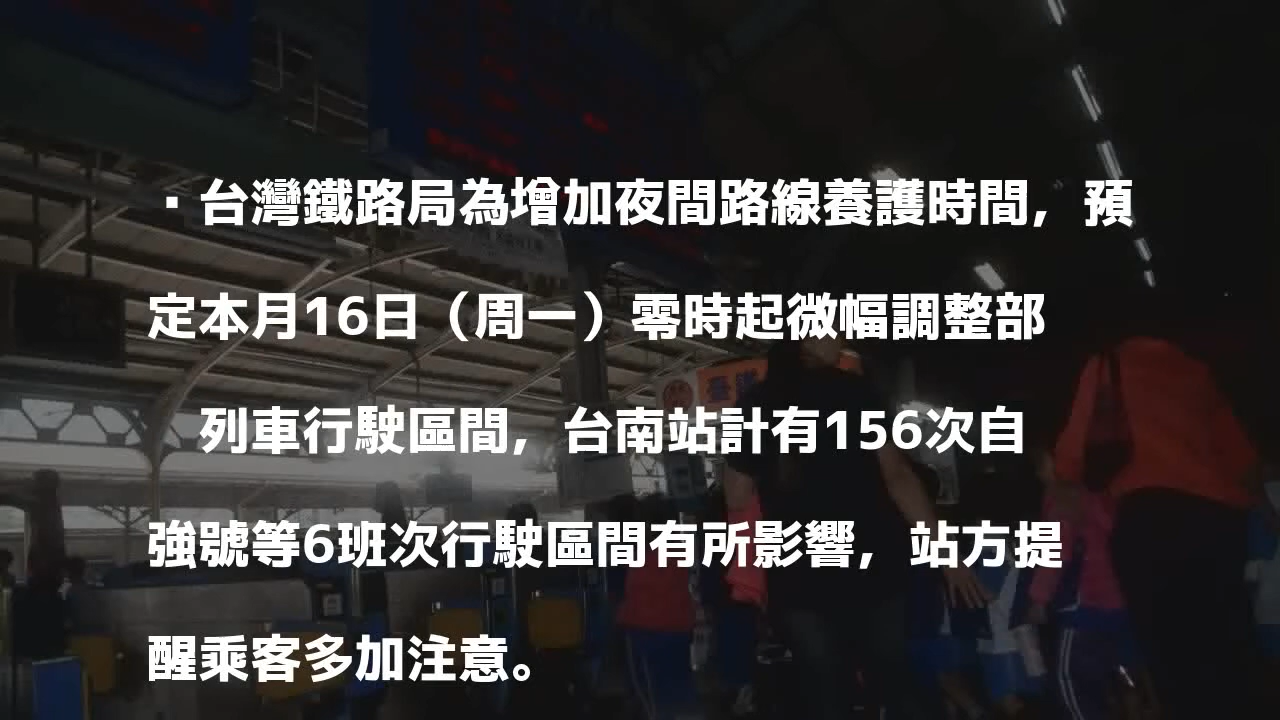 ▪台灣鐵路局為增加夜間路線養護時間，預
定本月16日（周一）零時起微幅調整部
列車行駛區間，台南站計有156次自
強號等6班次行駛區間有所影響，站方提
醒乘客多加注意。